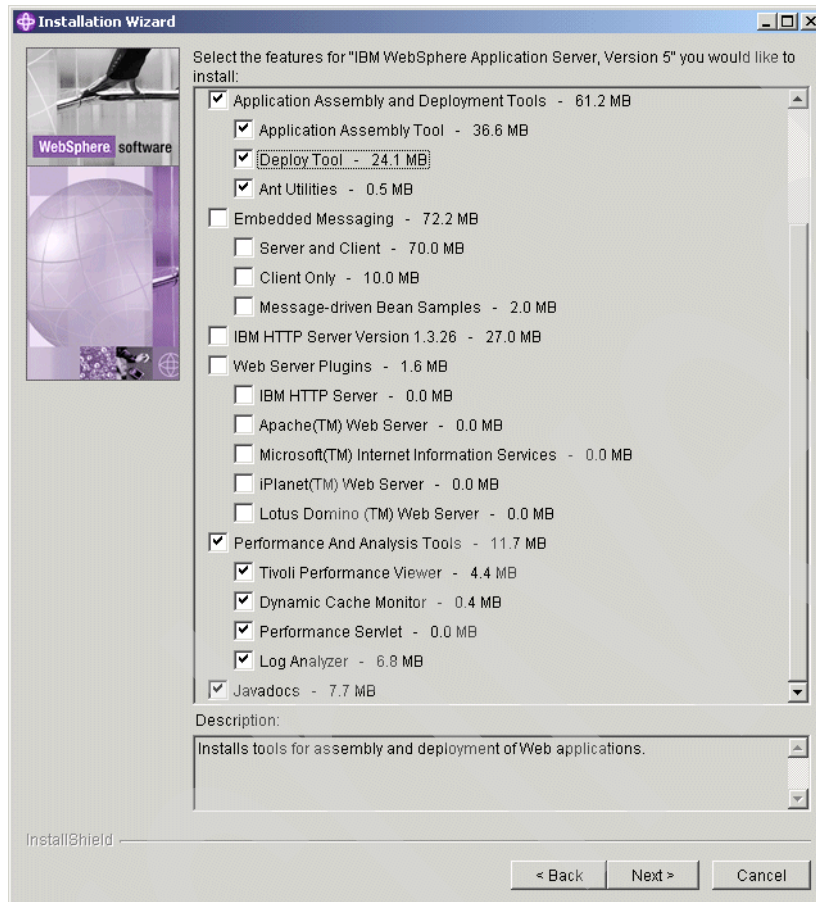 Installation Wizard
WebSphere software
Select the features for "IBM WebSphere Application Server, Version 5" you would like to
install:
Application Assembly and Deployment Tools - 61.2 MB
Application Assembly Tool - 36.6 MB
Deploy Tool - 24.1 MB
Ant Utilities - 0.5 MB
Embedded Messaging - 72.2 MB
Server and Client - 70.0 MB
Client Only - 10.0 MB
Message-driven Bean Samples - 2.0 MB
IBM HTTP Server Version 1.3.26 - 27.0 MB
Web Server Plugins - 1.6 MB
IBM HTTP Server - 0.0 MB
Apache(TM) Web Server - 0.0 MB
Microsoft(TM) Internet Information Services - 0.0 MB
iPlanet(TM) Web Server - 0.0 MB
Lotus Domino (TM) Web Server - 0.0 MB
Performance And Analysis Tools - 11.7 MB
Tivoli Performance Viewer - 4.4 MB
Dynamic Cache Monitor - 0.4 MB
Performance Servlet - 0.0 MB
Log Analyzer - 6.8 MB
Javadocs - 7.7 MB
Description:
Installs tools for assembly and deployment of Web applications.
InstallShield
< Back Next > Cancel